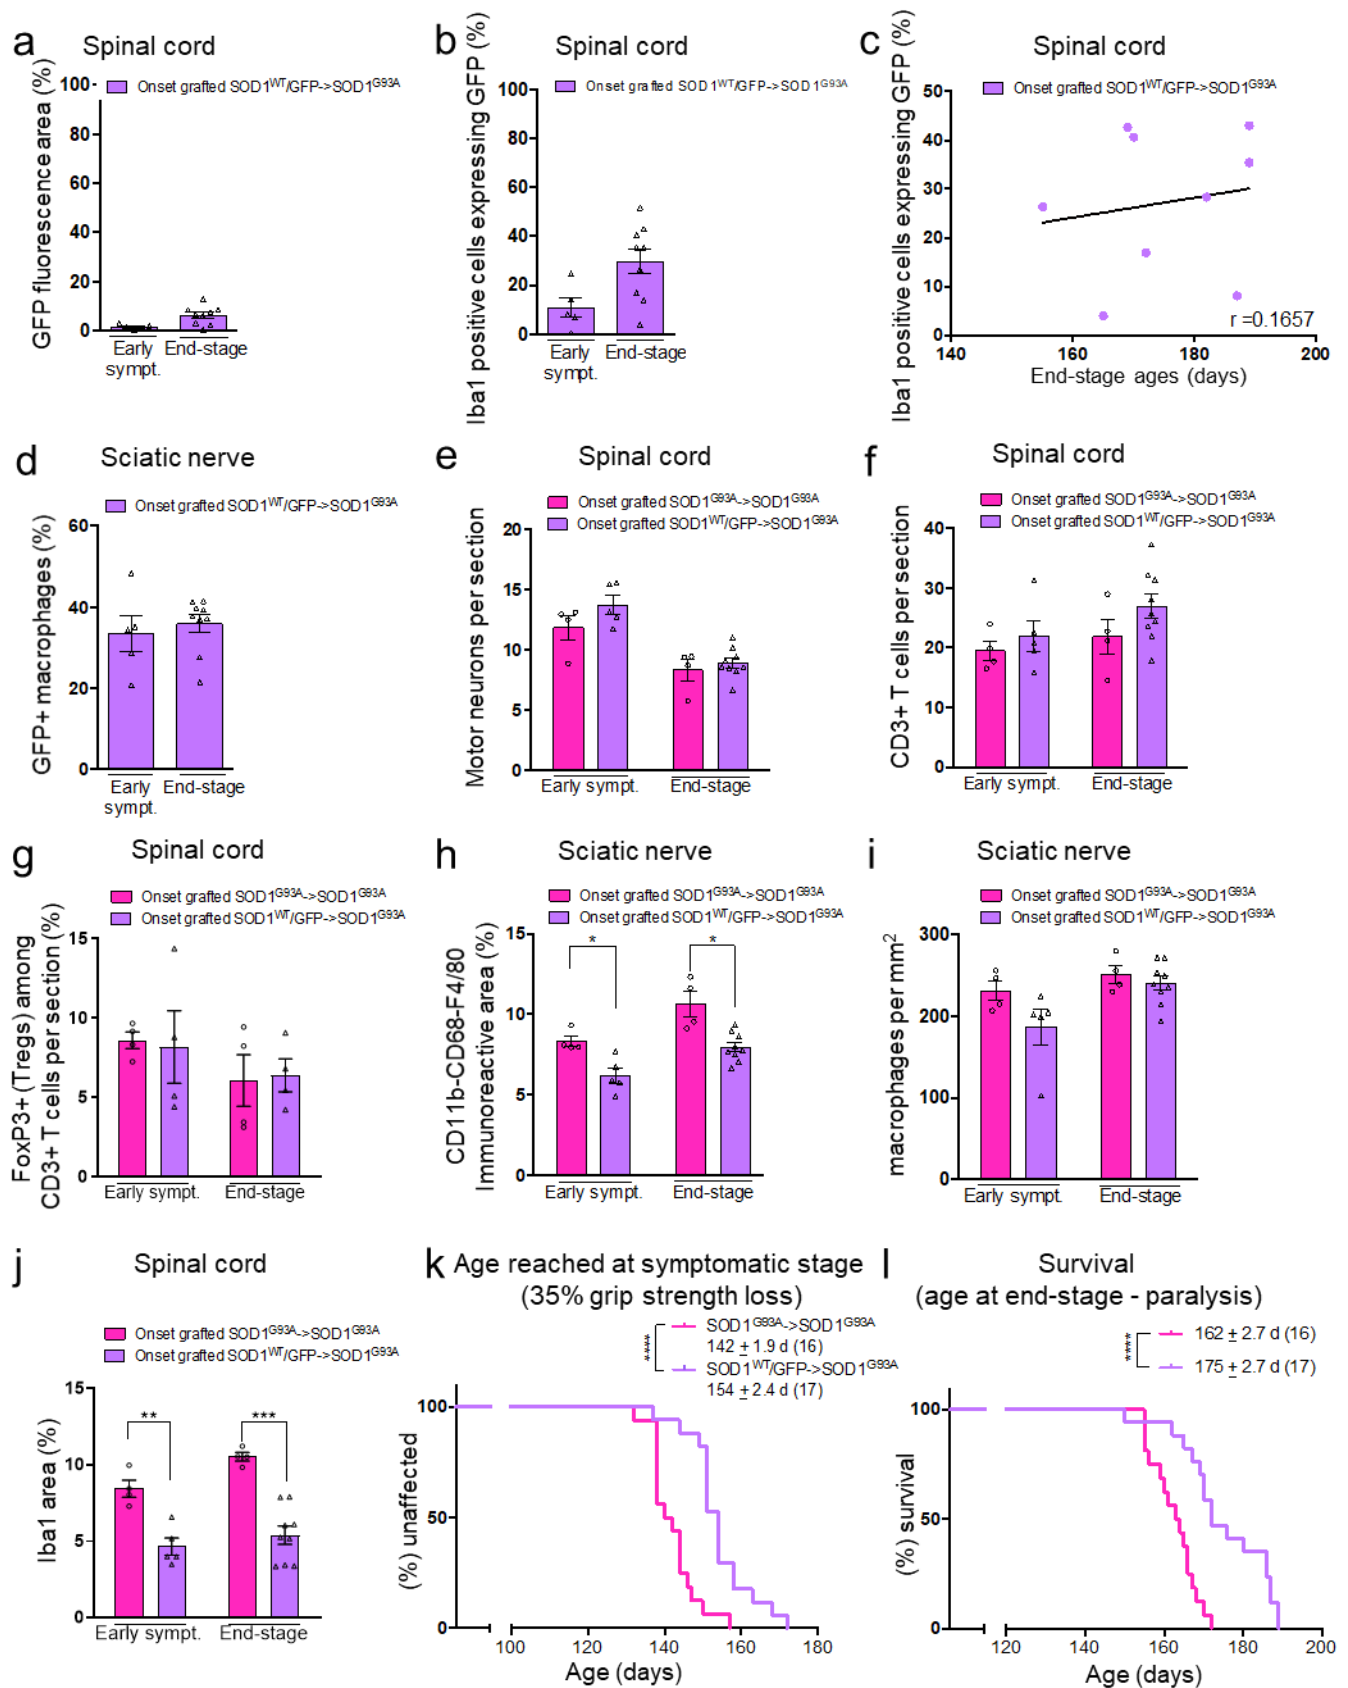 a
Spinal cord
Onset grafted SOD1WT/GFP->SOD1G93A
GFP fluorescence area (%)
100
80
60
40
20
0
Early sympt.
End-stage
b
Spinal cord
Onset grafted SOD1WT/GFP->SOD1G93A
Iba1 positive cells expressing GFP (%)
100
80
60
40
20
0
Early sympt.
End-stage
c
Spinal cord
Onset grafted SOD1WT/GFP->SOD1G93A
Iba1 positive cells expressing GFP (%)
50
40
30
20
10
0
r =0.1657
140 160 180 200
End-stage ages (days)
d
Sciatic nerve
Onset grafted SOD1WT/GFP->SOD1G93A
GFP+ macrophages (%)
60
40
20
0
Early sympt.
End-stage
e
Spinal cord
Onset grafted SOD1G93A->SOD1G93A
Onset grafted SOD1WT/GFP->SOD1G93A
Motor neurons per section
20
15
10
5
0
Early sympt. End-stage
f
Spinal cord
Onset grafted SOD1G93A->SOD1G93A
Onset grafted SOD1WT/GFP->SOD1G93A
CD3+ T cells per section
40
30
20
10
0
Early sympt. End-stage
g
Spinal cord
Onset grafted SOD1G93A->SOD1G93A
Onset grafted SOD1WT/GFP->SOD1G93A
FoxP3+ (Tregs) among
CD3+ T cells per section (%)
15
10
5
0
Early sympt. End-stage
h
Sciatic nerve
Onset grafted SOD1G93A->SOD1G93A
Onset grafted SOD1WT/GFP->SOD1G93A
CD11b-CD68-F4/80
Immunoreactive area (%)
15
10
5
0
* *
Early sympt. End-stage
i
Sciatic nerve
Onset grafted SOD1G93A->SOD1G93A
Onset grafted SOD1WT/GFP->SOD1G93A
macrophages per mm2
300
200
100
0
Early sympt. End-stage
j
Spinal cord
Onset grafted SOD1G93A->SOD1G93A
Onset grafted SOD1WT/GFP->SOD1G93A
Iba1 area (%)
15
10
5
0
** ***
Early sympt. End-stage
k
Age reached at symptomatic stage
(35% grip strength loss)
****
SOD1G93A->SOD1G93A
142 ± 1.9 d (16)
SOD1WT/GFP->SOD1G93A
154 ± 2.4 d (17)
(%) unaffected
100
50
0
100 120 140 160 180
Age (days)
l
Survival
(age at end-stage - paralysis)
****
162 ± 2.7 d (16)
175 ± 2.7 d (17)
(%) survival
100
50
0
120 140 160 180 200
Age (days)